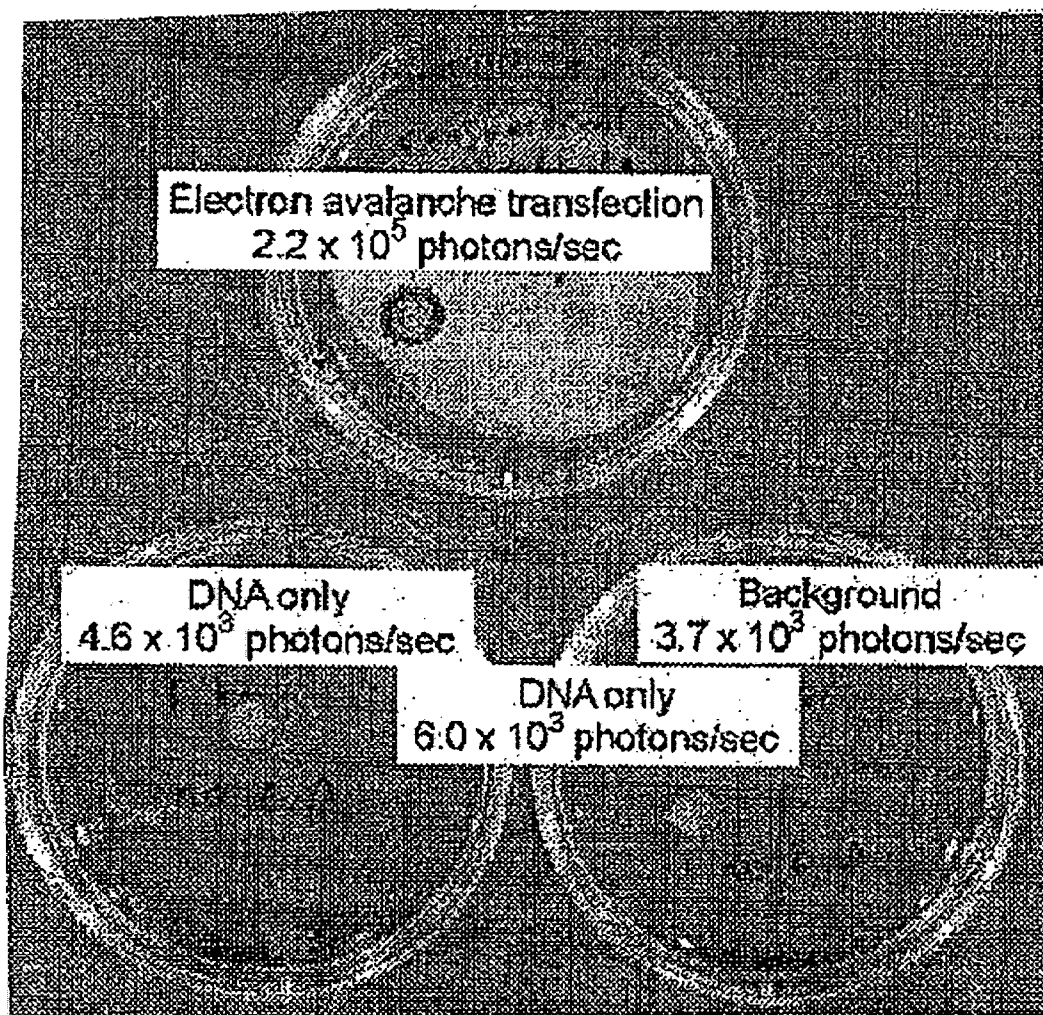 Electron avalanche transfection
2.2 x 10⁵ photons/sec
DNA only
4.6 x 10³ photons/sec
Background
3.7 x 10³ photons/sec
DNA only
6.0 x 10³ photons/sec